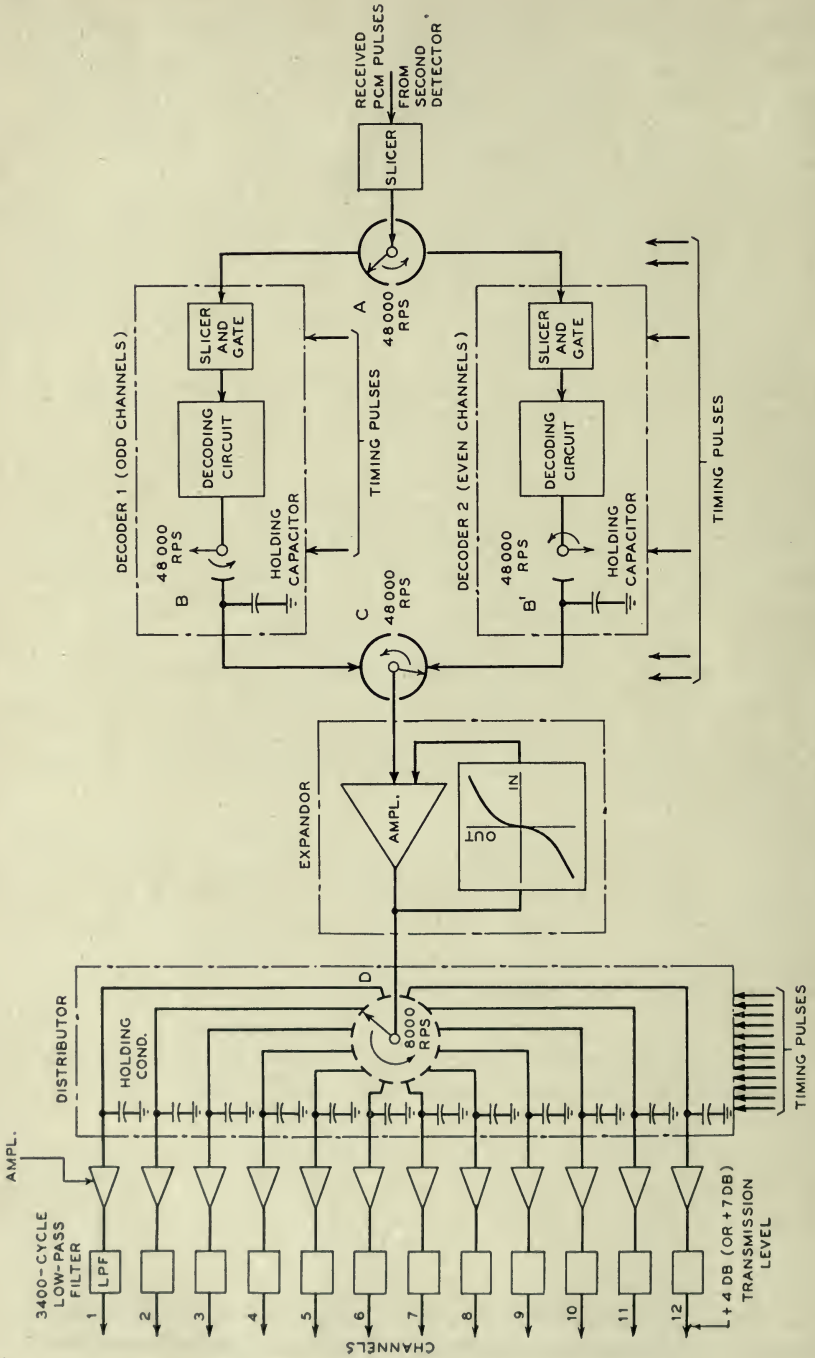 RECEIVED
PCM PULSES
FROM
SECOND
DETECTOR
SLICER
A
48000
RPS
DECODER 1 (ODD CHANNELS)
SLICER
AND
GATE
DECODING
CIRCUIT
48000
RPS
HOLDING
CAPACITOR
B
TIMING PULSES
DECODER 2 (EVEN CHANNELS)
SLICER
AND
GATE
DECODING
CIRCUIT
48000
RPS
HOLDING
CAPACITOR
B'
TIMING PULSES
C
48000
RPS
EXPANDOR
AMPL.
OUT
IN
DISTRIBUTOR
D
8000
RPS
HOLDING
COND.
TIMING PULSES
AMPL.
3400-CYCLE
LOW-PASS
FILTER
LPF
1
2
3
4
5
6
7
8
9
10
11
12
CHANNELS
+4 DB (OR +7 DB)
TRANSMISSION
LEVEL